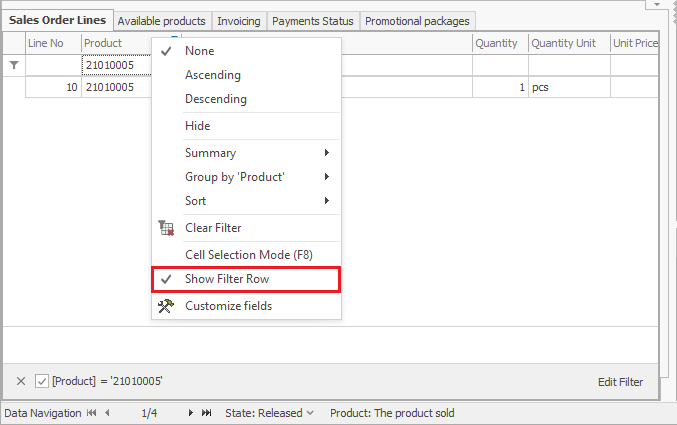 Sales Order Lines Available products Invoicing Payments Status Promotional packages
Line No Product Quantity Quantity Unit Unit Price
21010005
10 21010005 1 pcs
None
Ascending
Descending
Hide
Summary
Group by 'Product'
Sort
Clear Filter
Cell Selection Mode (F8)
Show Filter Row
Customize fields
[Product] = '21010005' Edit Filter
Data Navigation 1/4 State: Released Product: The product sold